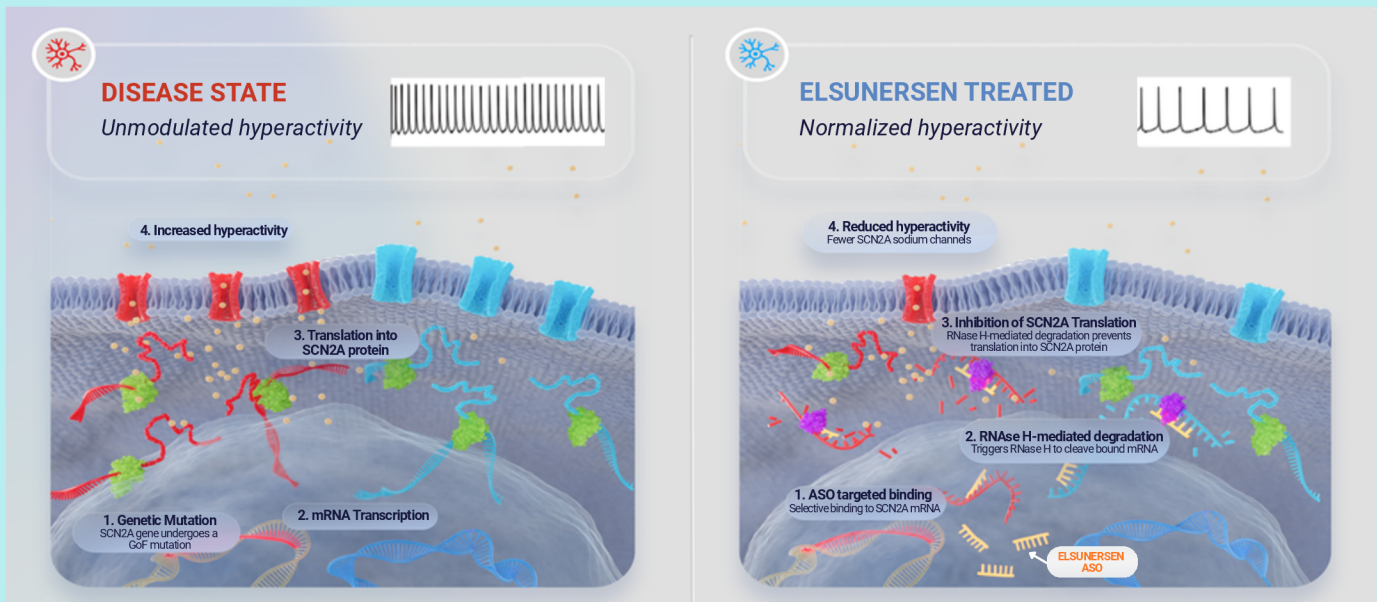 DISEASE STATE
Unmodulated hyperactivity
4. Increased hyperactivity
3. Translation into
SCN2A protein
1. Genetic Mutation
SCN2A gene undergoes a
GoF mutation
2. mRNA Transcription
ELSUNERSEN TREATED
Normalized hyperactivity
4. Reduced hyperactivity
Fewer SCN2A sodium channels
3. Inhibition of SCN2A Translation
RNase H-mediated degradation prevents
translation into SCN2A protein
2. RNAse H-mediated degradation
Triggers RNase H to cleave bound mRNA
1. ASO targeted binding
Selective binding to SCN2A mRNA
ELSUNERSEN
ASO